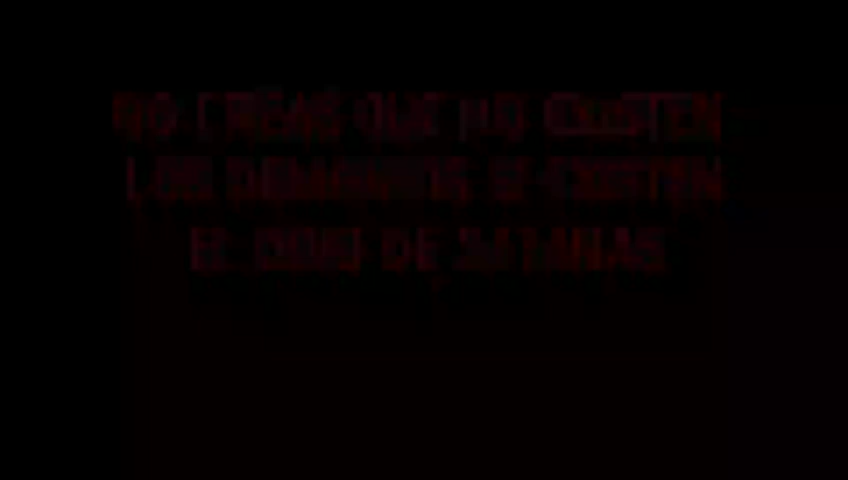 NO CREAS QUE NO EXISTEN
LOS DEMONIOS SI EXISTEN
EL DE SATANAS